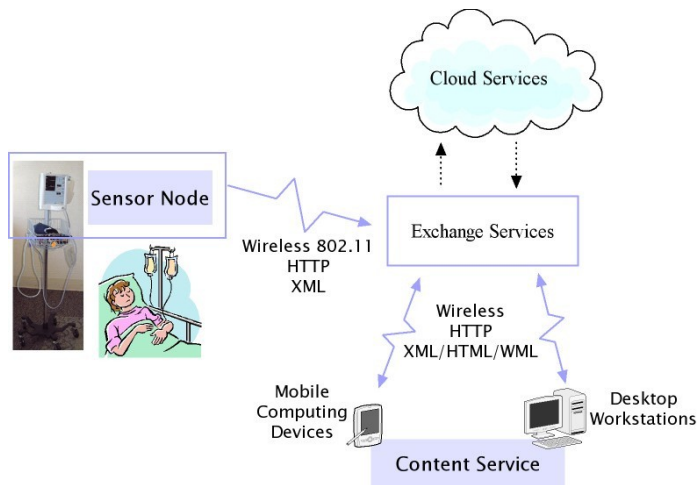 Cloud Services
Sensor Node
Exchange Services
Wireless 802.11
HTTP
XML
Wireless
HTTP
XML/HTML/WML
Mobile
Computing
Devices
Desktop
Workstations
Content Service